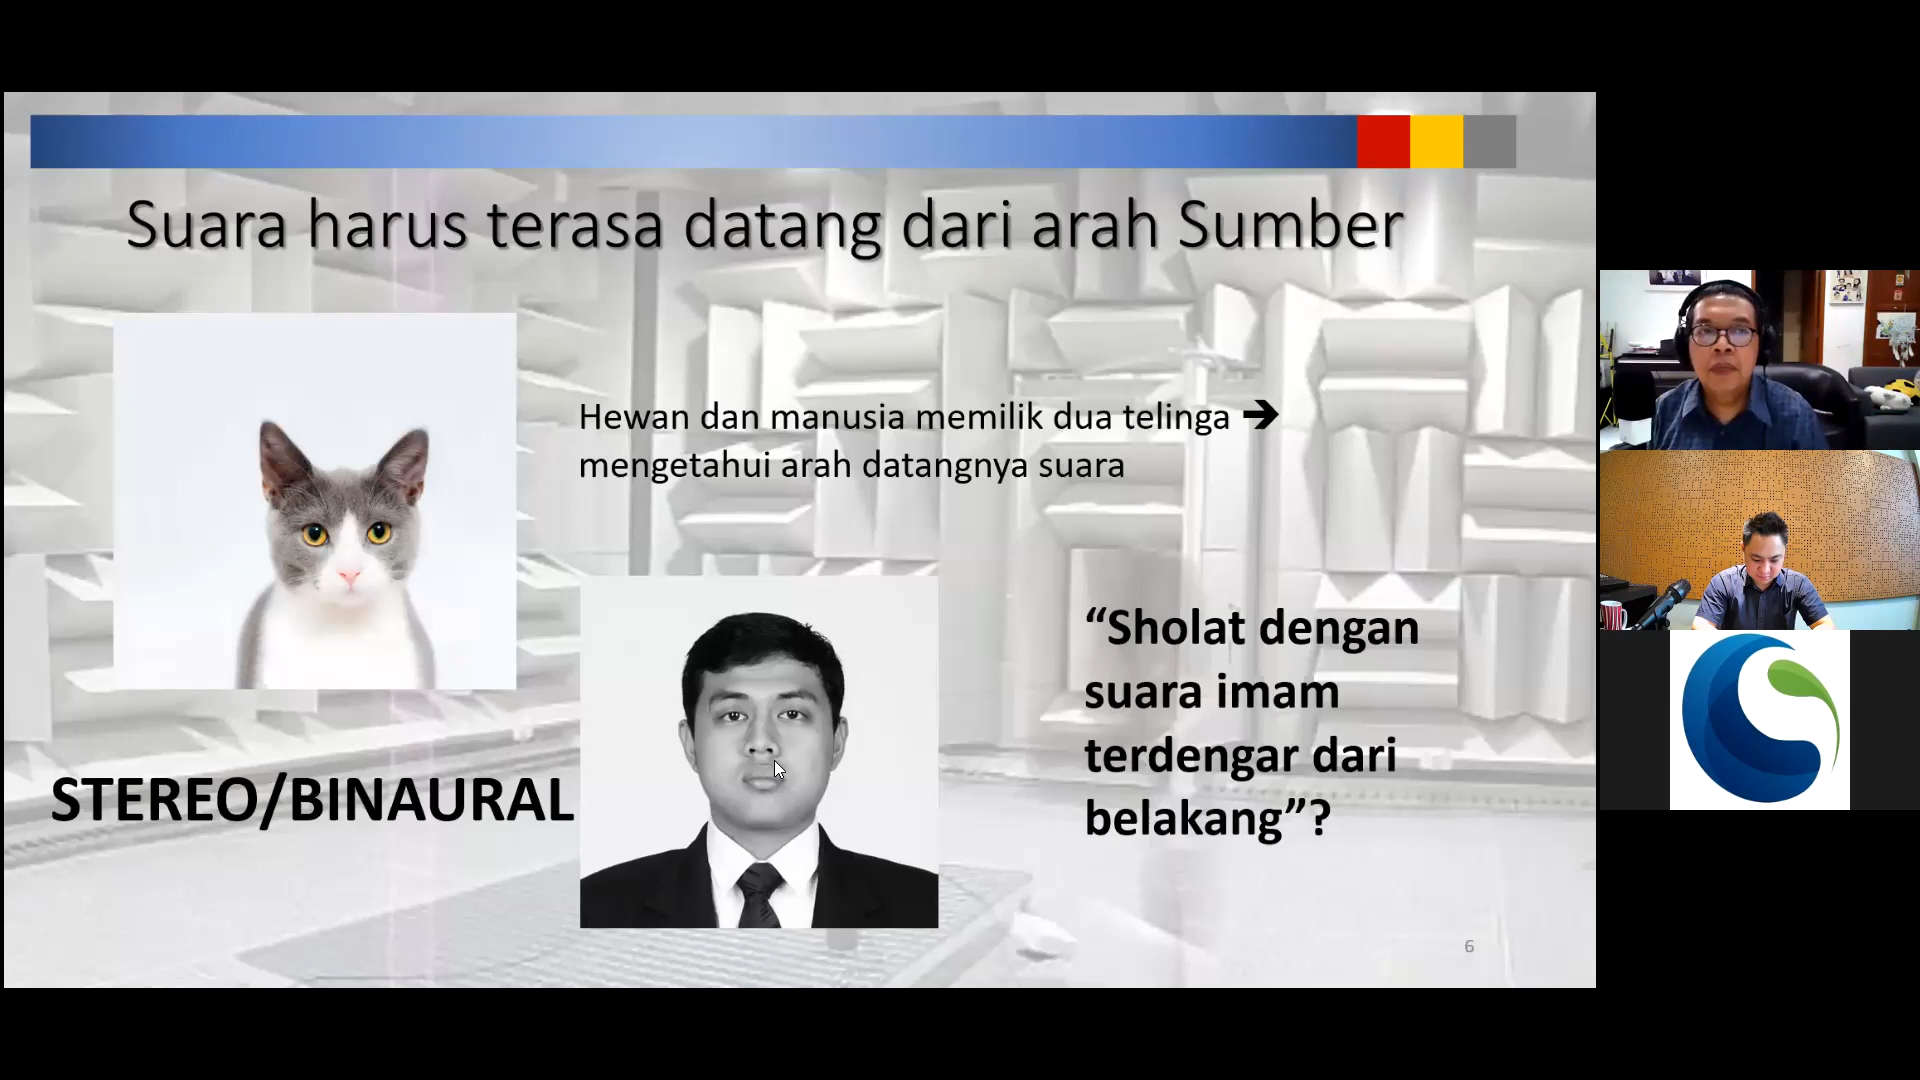 Suara harus terasa datang dari arah Sumber
Hewan dan manusia memilik dua telinga ➔
mengetahui arah datangnya suara
“Sholat dengan
suara imam
terdengar dari
belakang”?
STEREO/BINAURAL
6